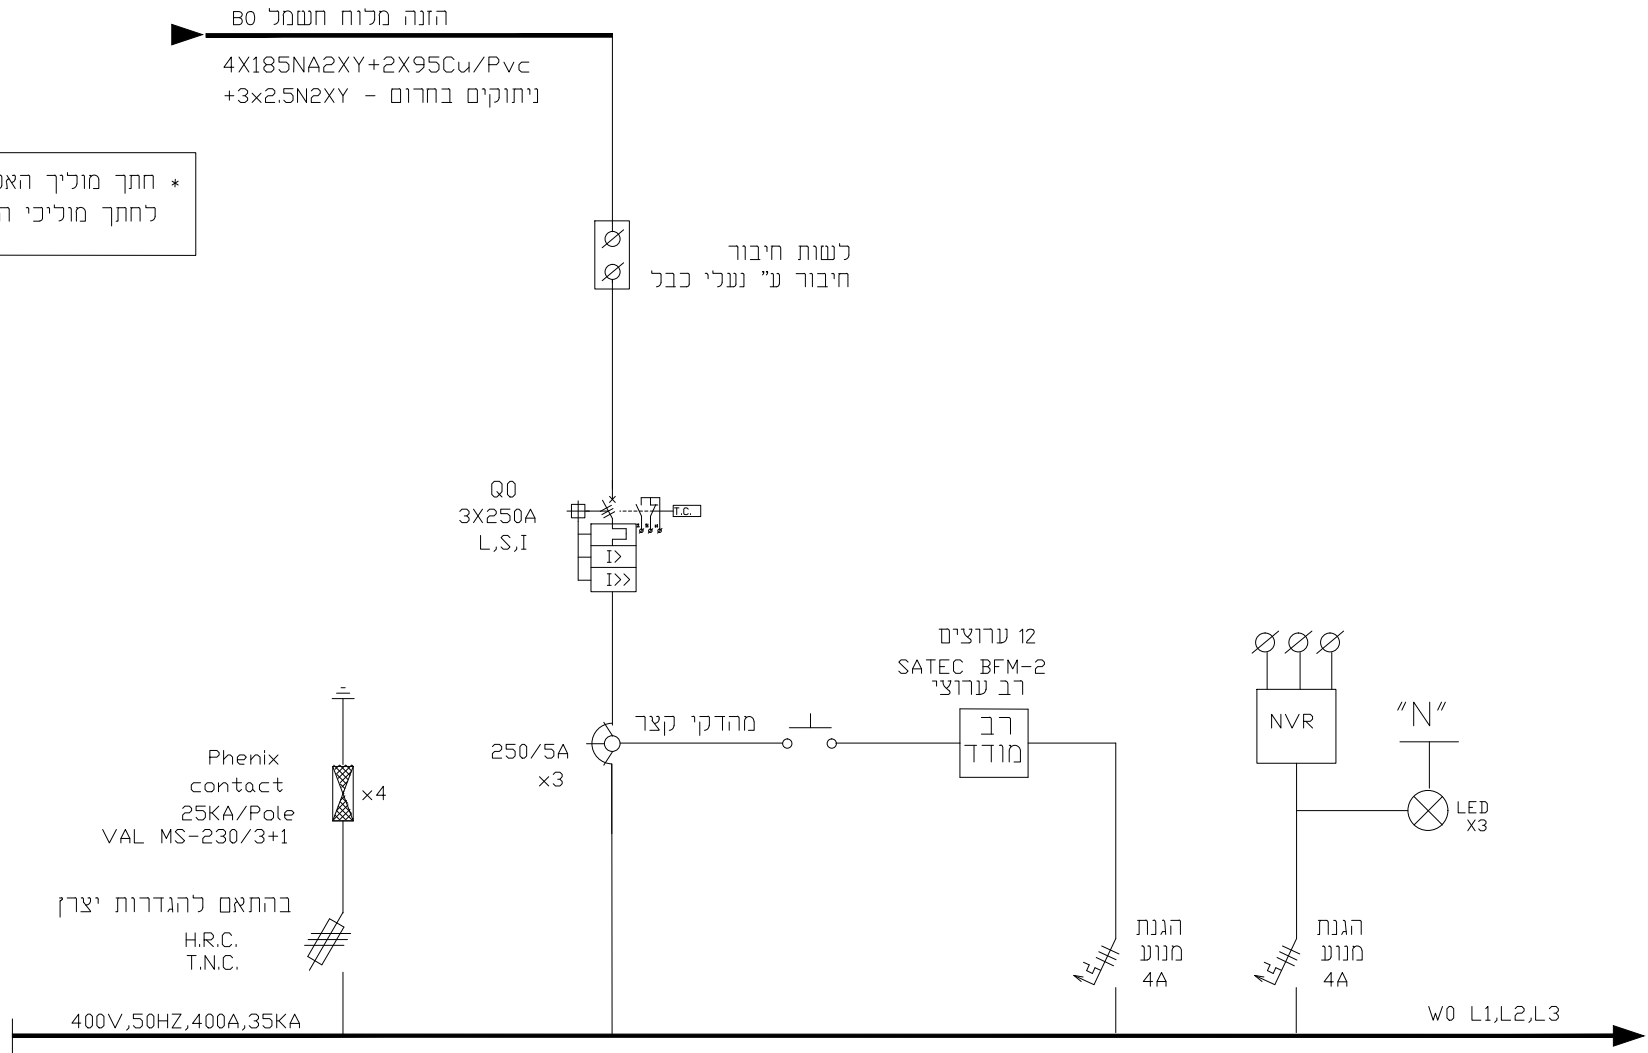 הזנה מלוח חשמל B0
4X185NA2XY+2X95Cu/Pvc
+3x2.5N2XY - ניתוקים בחרום
* חתך מוליך
לחתך מוליכי
לשות חיבור
חיבור ע" נעלי כבל
Q0
3X250A
L,S,I
T.C.
I>
I>>
12 ערוצים
SATEC BFM-2
רב ערוצי
רב
מודד
מהדקי קצר
250/5A
x3
NVR
"N"
LED
X3
Phenix
contact
25KA/Pole
VAL MS-230/3+1
x4
בהתאם להגדרות יצרן
H.R.C.
T.N.C.
הגנת
מנוע
4A
הגנת
מנוע
4A
400V,50HZ,400A,35KA
W0 L1,L2,L3